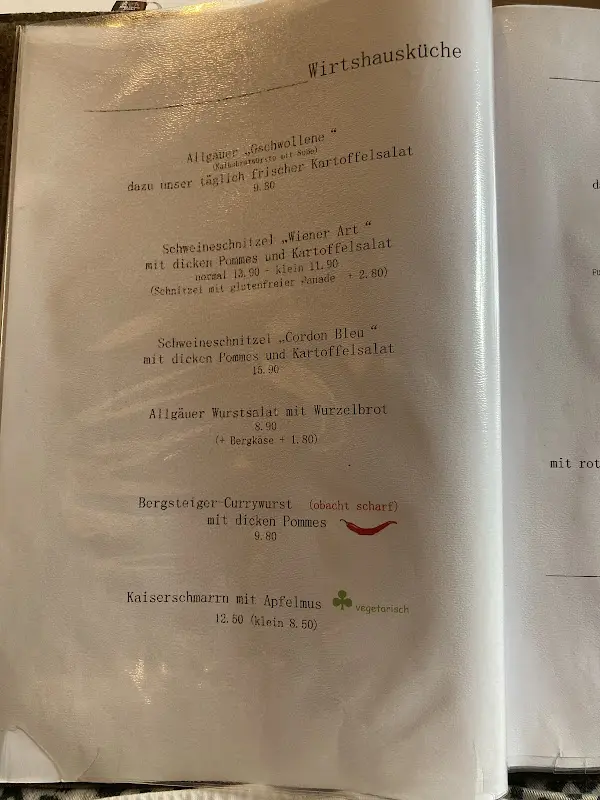 Wirtshausküche
Allgäuer „Gschwollene “
(Kalbsbratwürste mit Soße)
dazu unser täglich frischer Kartoffelsalat
9.80
Schweineschnitzel „Wiener Art “
mit dicken Pommes und Kartoffelsalat
normal 13.90 - klein 11.90
(Schnitzel mit glutenfreier Panade + 2.80)
Schweineschnitzel „Cordon Bleu “
mit dicken Pommes und Kartoffelsalat
15.90
Allgäuer Wurstsalat mit Wurzelbrot
8.90
(+ Bergkäse + 1.80)
Bergsteiger-Currywurst (obacht scharf)
mit dicken Pommes
9.80
Kaiserschmarrn mit Apfelmus vegetarisch
12.50 (klein 8.50)
mit rot